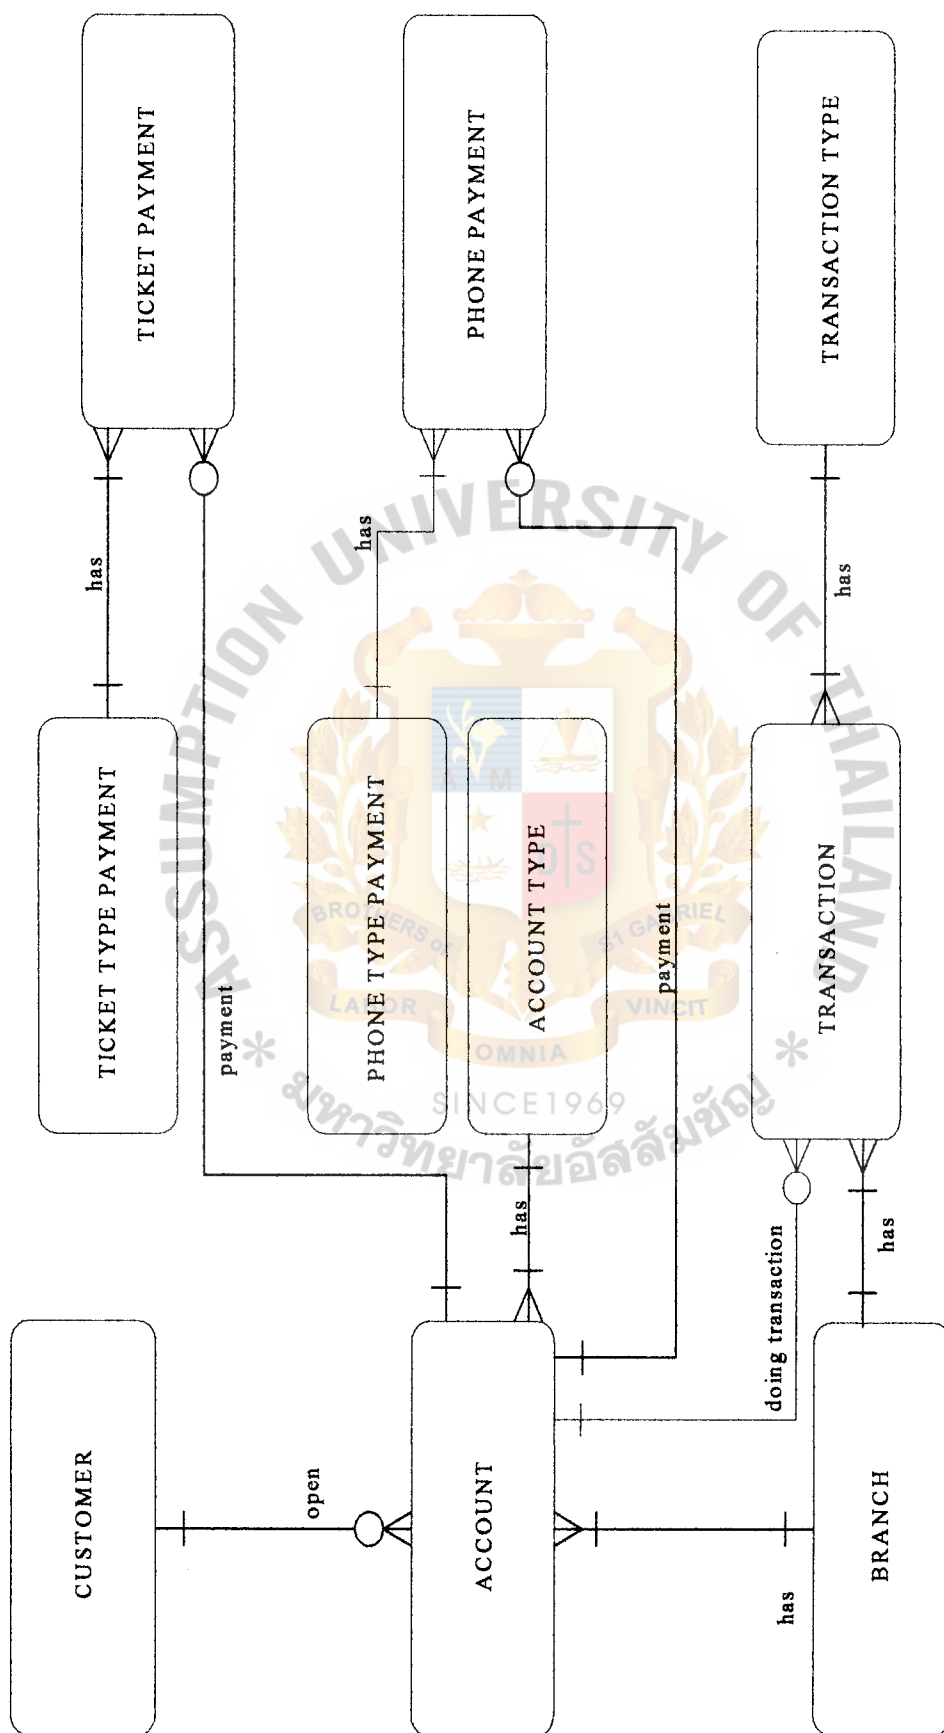 CUSTOMER
open
ACCOUNT
has
BRANCH
payment
has
doing transaction
has
TICKET TYPE PAYMENT
PHONE TYPE PAYMENT
ACCOUNT TYPE
payment
TRANSACTION
has
has
has
TICKET PAYMENT
PHONE PAYMENT
TRANSACTION TYPE
ASSUMPTION UNIVERSITY OF THAILAND
A M
D S
BROTHERS of
ST GABRIEL
LABOR
OMNIA
VINCIT
SINCE1969
* มหาวิทยาลัยอัสสัมชัญ *